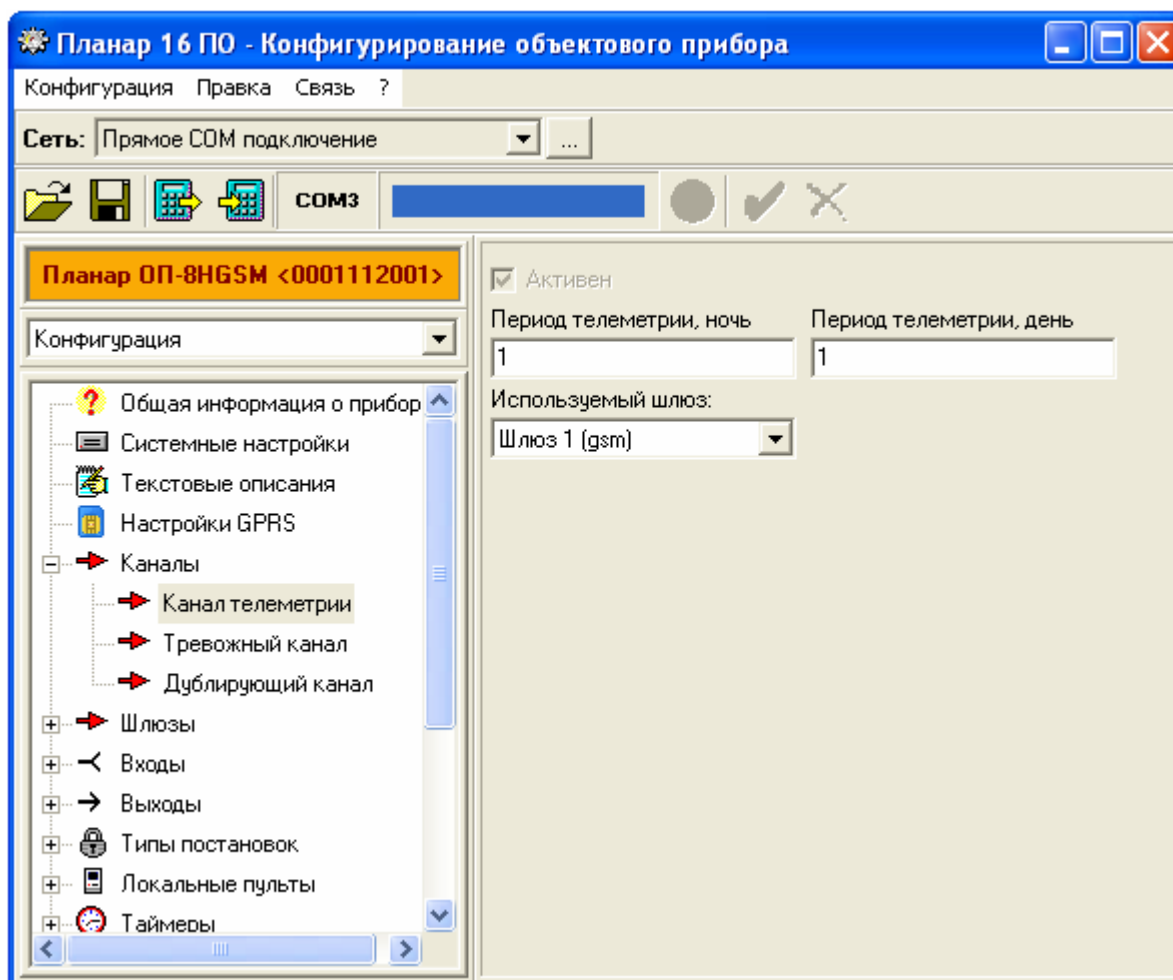 Планар 16 ПО - Конфигурирование объектового прибора
Конфигурация Правка Связь ?
Сеть: Прямое COM подключение ...
COM3
Планар ОП-8HGSM <0001112001>
Конфигурация
? Общая информация о прибор
Системные настройки
Текстовые описания
Настройки GPRS
Каналы
Канал телеметрии
Тревожный канал
Дублирующий канал
Шлюзы
Входы
Выходы
Типы постановок
Локальные пульты
Таймеры
Активен
Период телеметрии, ночь Период телеметрии, день
1 1
Используемый шлюз:
Шлюз 1 (gsm)